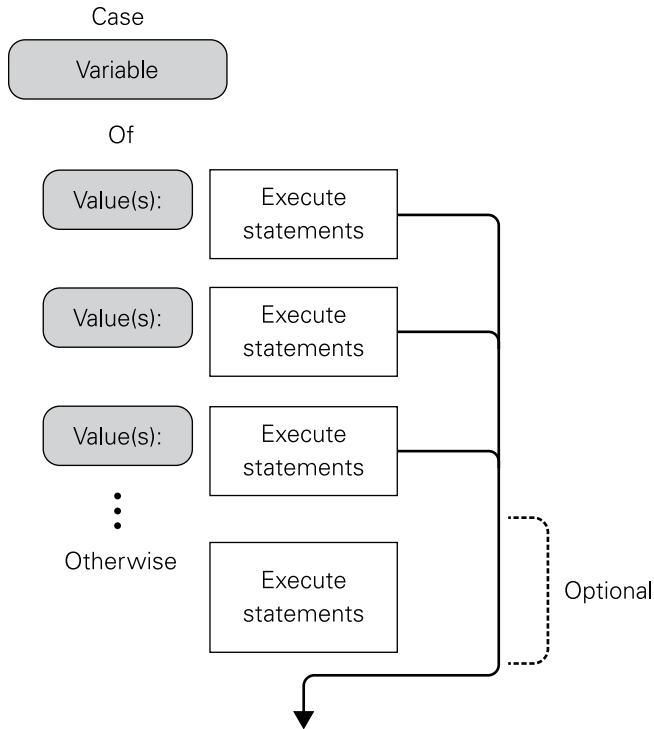 Case
Variable
Of
Value(s):
Execute
statements
Value(s):
Execute
statements
Value(s):
Execute
statements
Otherwise
Execute
statements
Optional